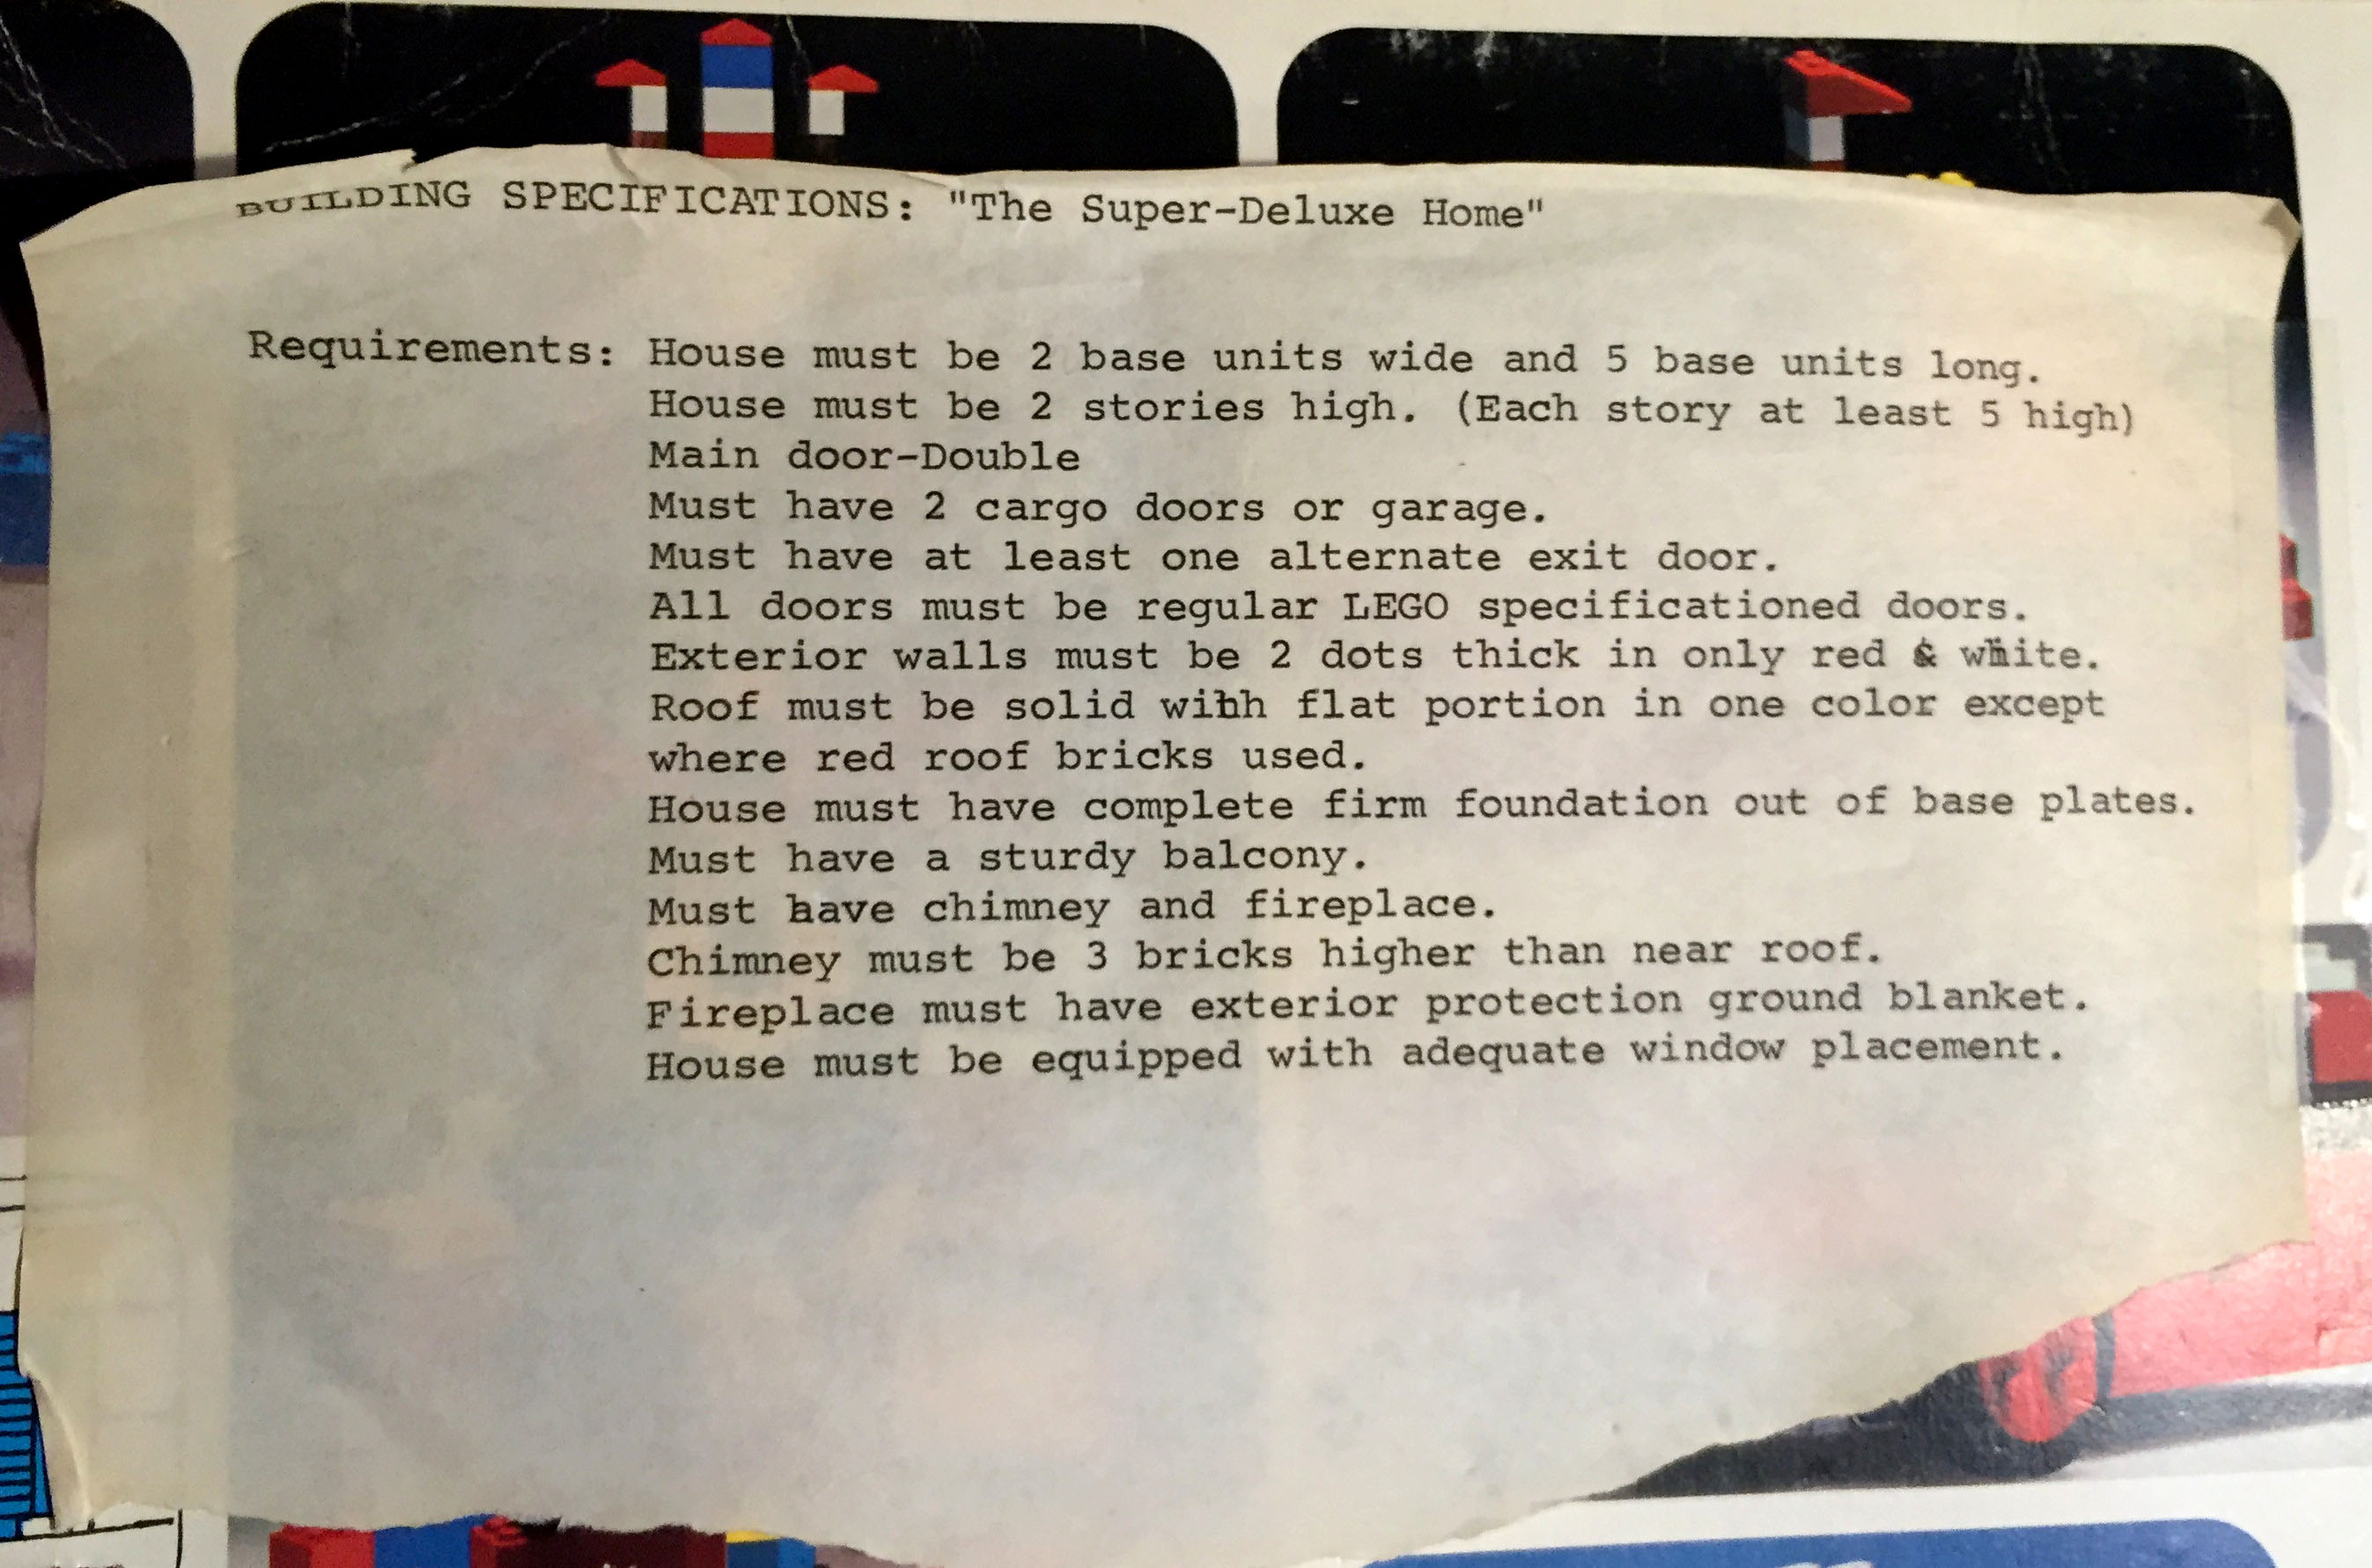 BUILDING SPECIFICATIONS: "The Super-Deluxe Home"
Requirements: House must be 2 base units wide and 5 base units long.
House must be 2 stories high. (Each story at least 5 high)
Main door-Double
Must have 2 cargo doors or garage.
Must have at least one alternate exit door.
All doors must be regular LEGO specificationed doors.
Exterior walls must be 2 dots thick in only red & white.
Roof must be solid with flat portion in one color except
where red roof bricks used.
House must have complete firm foundation out of base plates.
Must have a sturdy balcony.
Must have chimney and fireplace.
Chimney must be 3 bricks higher than near roof.
Fireplace must have exterior protection ground blanket.
House must be equipped with adequate window placement.